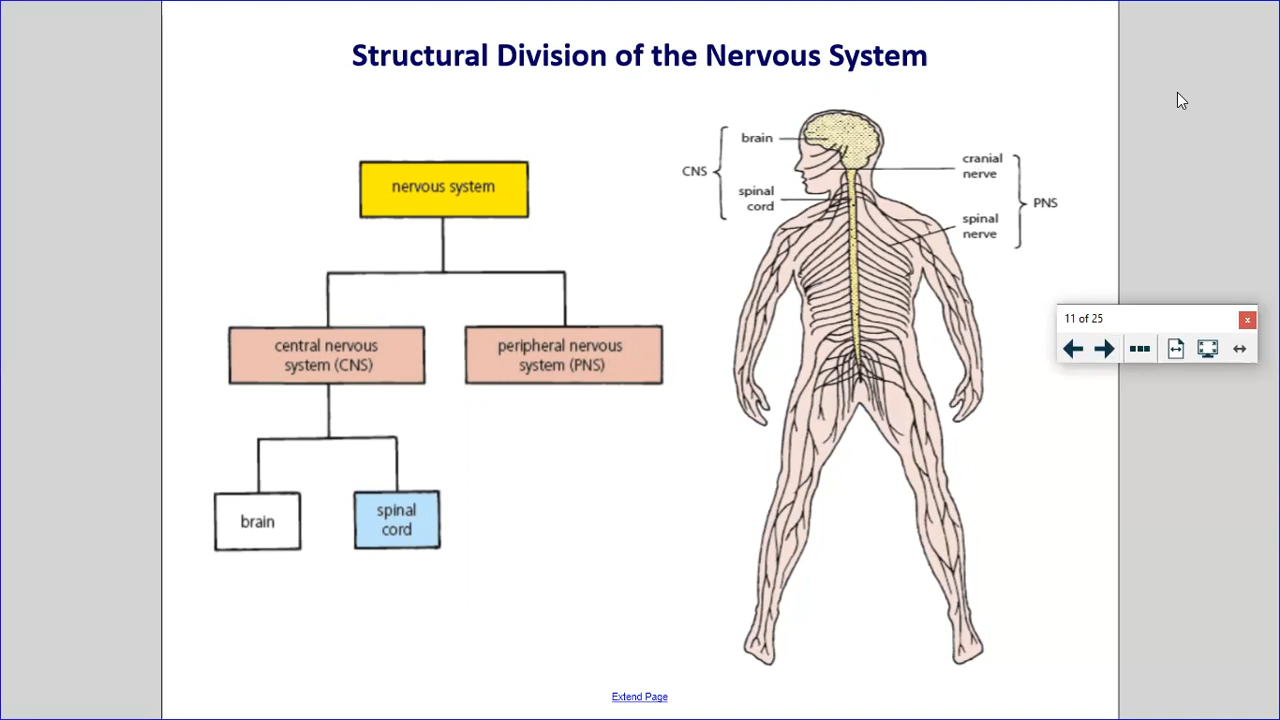 Structural Division of the Nervous System
nervous system
central nervous
system (CNS)
peripheral nervous
system (PNS)
brain
spinal
cord
CNS
brain
spinal
cord
cranial
nerve
spinal
nerve
PNS
11 of 25
Extend Page